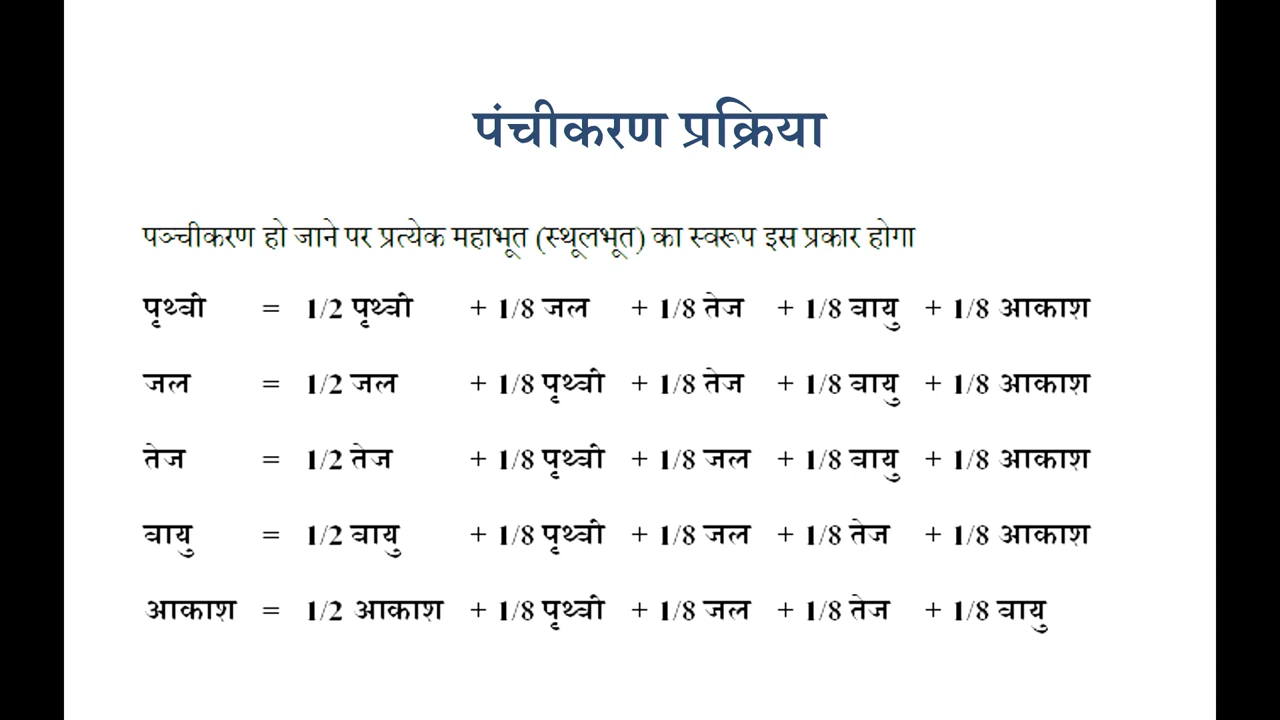 पंचीकरण प्रक्रिया
पञ्चीकरण हो जाने पर प्रत्येक महाभूत (स्थूलभूत) का स्वरूप इस प्रकार होगा
पृथ्वी = 1/2 पृथ्वी + 1/8 जल + 1/8 तेज + 1/8 वायु + 1/8 आकाश
जल = 1/2 जल + 1/8 पृथ्वी + 1/8 तेज + 1/8 वायु + 1/8 आकाश
तेज = 1/2 तेज + 1/8 पृथ्वी + 1/8 जल + 1/8 वायु + 1/8 आकाश
वायु = 1/2 वायु + 1/8 पृथ्वी + 1/8 जल + 1/8 तेज + 1/8 आकाश
आकाश = 1/2 आकाश + 1/8 पृथ्वी + 1/8 जल + 1/8 तेज + 1/8 वायु